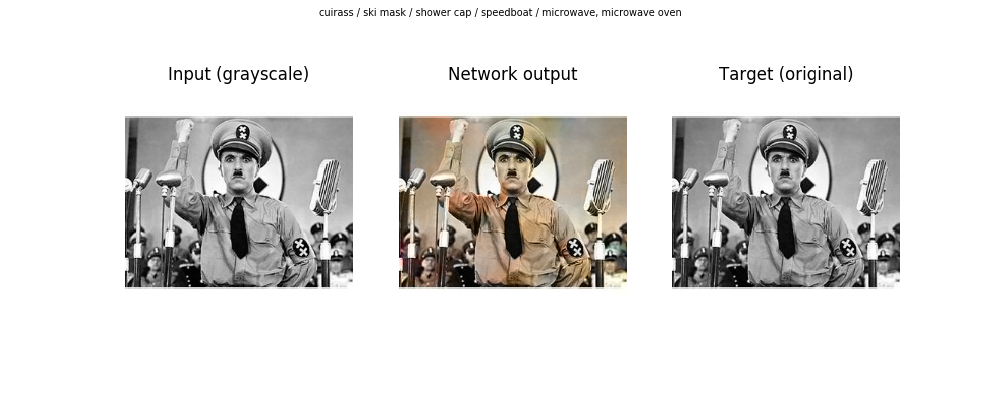 cuirass / ski mask / shower cap / speedboat / microwave, microwave oven
Input (grayscale)
Network output
Target (original)